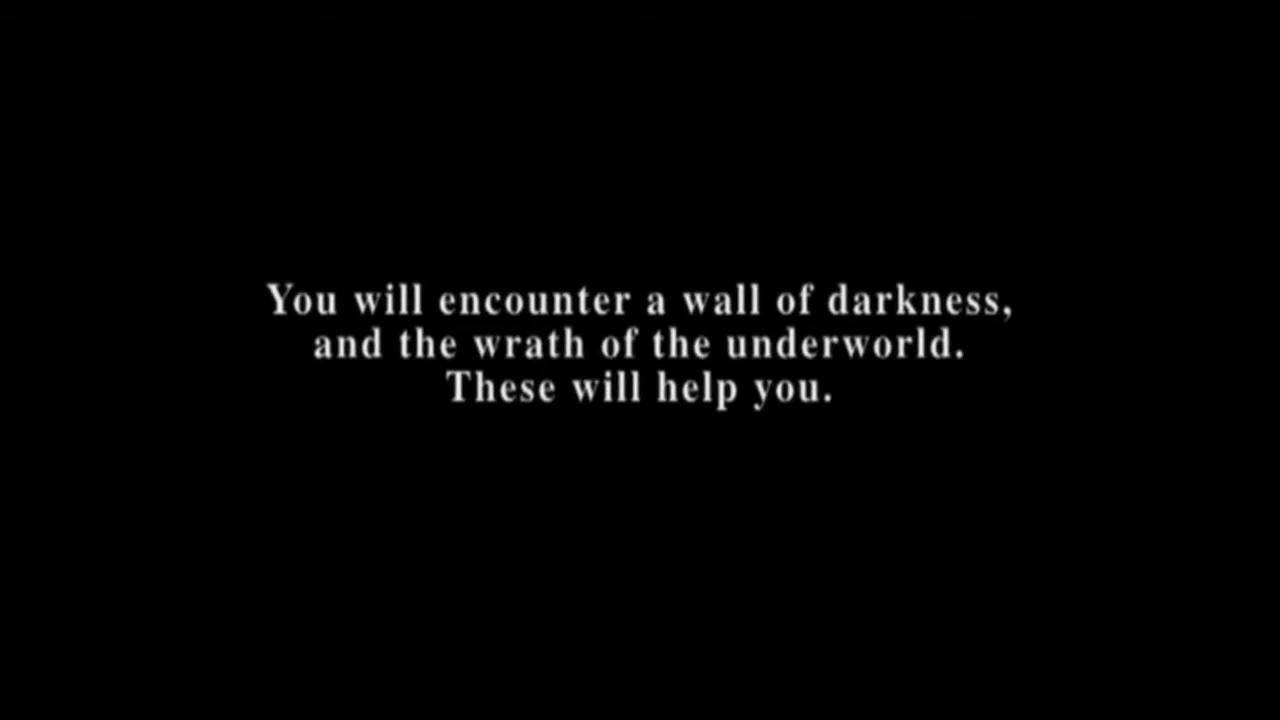 You will encounter a wall of darkness,
and the wrath of the underworld.
These will help you.